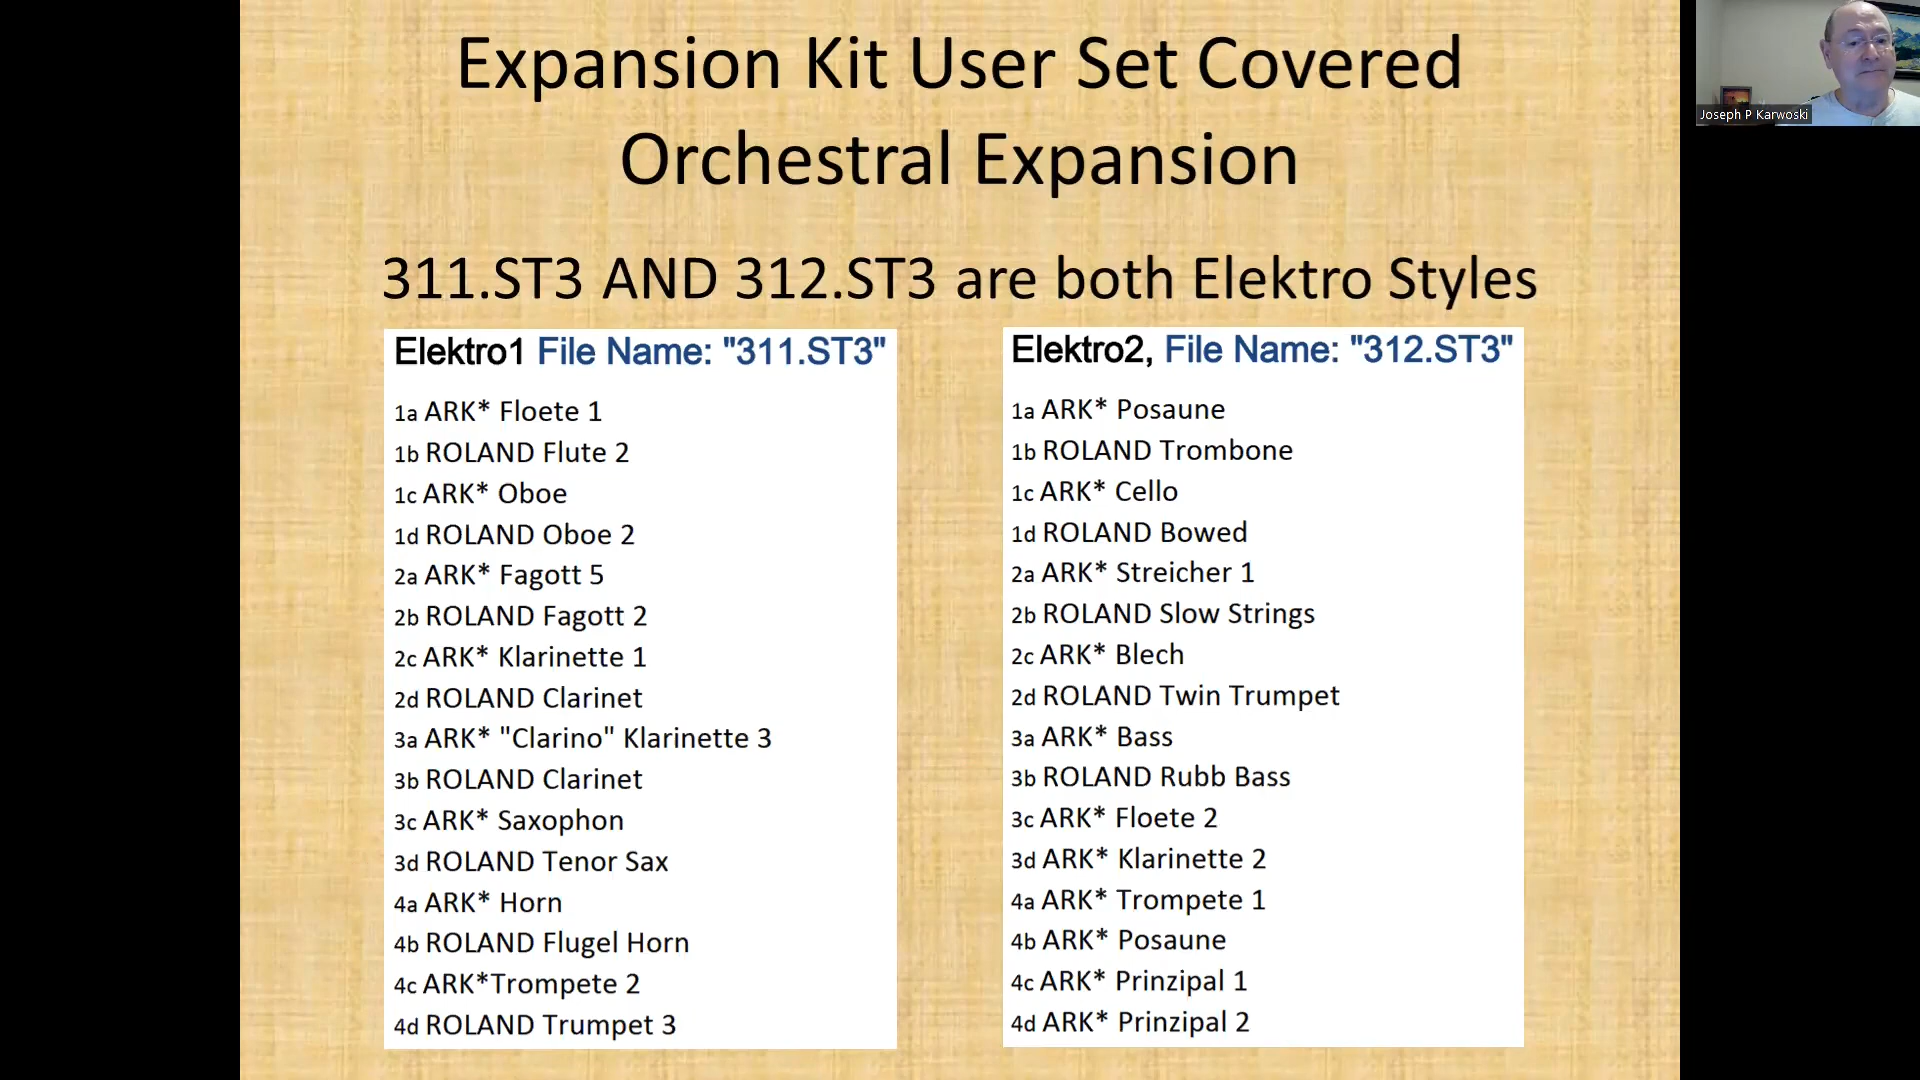 Expansion Kit User Set Covered
Orchestral Expansion
311.ST3 AND 312.ST3 are both Elektro Styles
Elektro1 File Name: "311.ST3"
1a ARK* Floete 1
1b ROLAND Flute 2
1c ARK* Oboe
1d ROLAND Oboe 2
2a ARK* Fagott 5
2b ROLAND Fagott 2
2c ARK* Klarinette 1
2d ROLAND Clarinet
3a ARK* "Clarino" Klarinette 3
3b ROLAND Clarinet
3c ARK* Saxophon
3d ROLAND Tenor Sax
4a ARK* Horn
4b ROLAND Flugel Horn
4c ARK*Trompete 2
4d ROLAND Trumpet 3
Elektro2, File Name: "312.ST3"
1a ARK* Posaune
1b ROLAND Trombone
1c ARK* Cello
1d ROLAND Bowed
2a ARK* Streicher 1
2b ROLAND Slow Strings
2c ARK* Blech
2d ROLAND Twin Trumpet
3a ARK* Bass
3b ROLAND Rubb Bass
3c ARK* Floete 2
3d ARK* Klarinette 2
4a ARK* Trompete 1
4b ARK* Posaune
4c ARK* Prinzipal 1
4d ARK* Prinzipal 2
Joseph P Karwoski